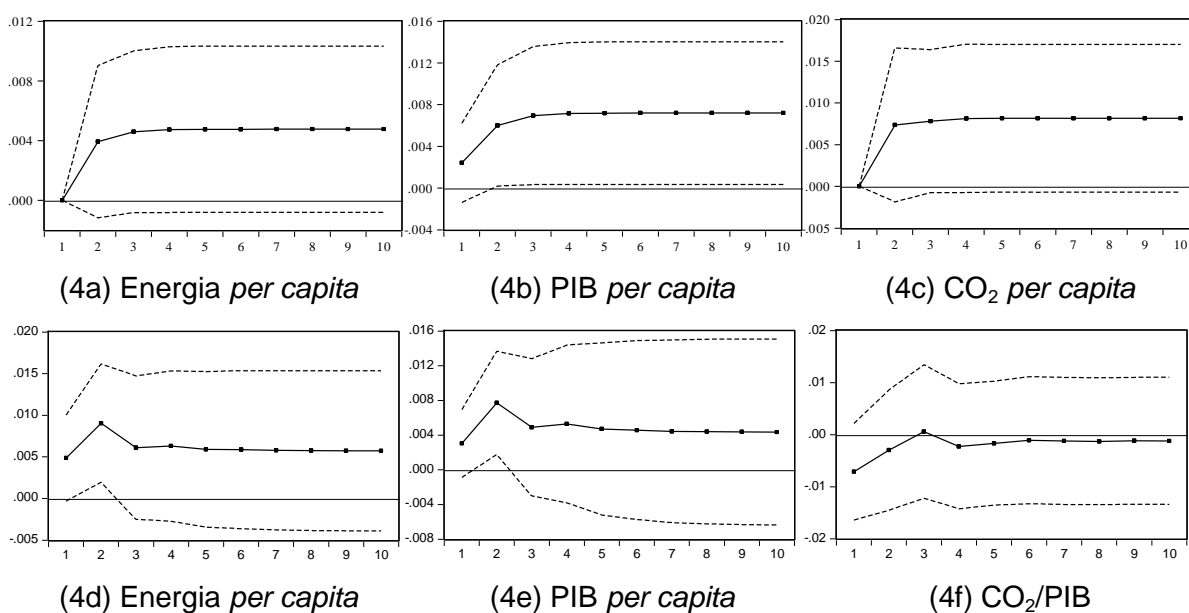 .012
.008
.004
.000
1 2 3 4 5 6 7 8 9 10
(4a) Energia per capita
.016
.012
.008
.004
.000
-.004
1 2 3 4 5 6 7 8 9 10
(4b) PIB per capita
.020
.015
.010
.005
.000
-.005
1 2 3 4 5 6 7 8 9 10
(4c) CO₂ per capita
.020
.015
.010
.005
.000
-.005
1 2 3 4 5 6 7 8 9 10
(4d) Energia per capita
.016
.012
.008
.004
.000
-.004
-.008
1 2 3 4 5 6 7 8 9 10
(4e) PIB per capita
.02
.01
.00
-.01
-.02
1 2 3 4 5 6 7 8 9 10
(4f) CO₂/PIB